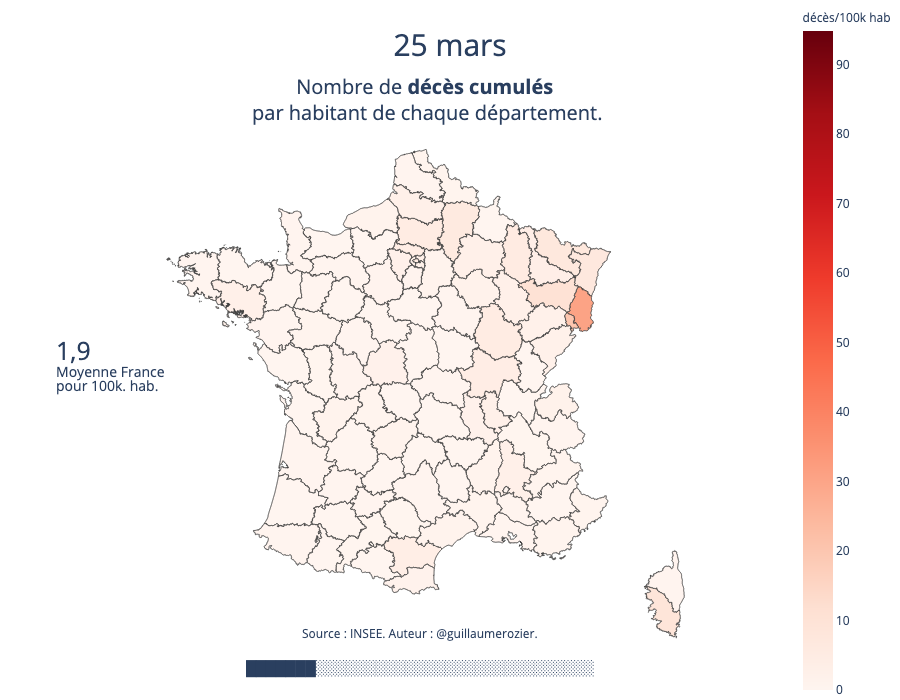 décès/100k hab
25 mars
Nombre de décès cumulés
par habitant de chaque département.
90
80
70
60
50
40
30
20
10
0
1,9
Moyenne France
pour 100k. hab.
Source : INSEE. Auteur : @guillaumerozier.